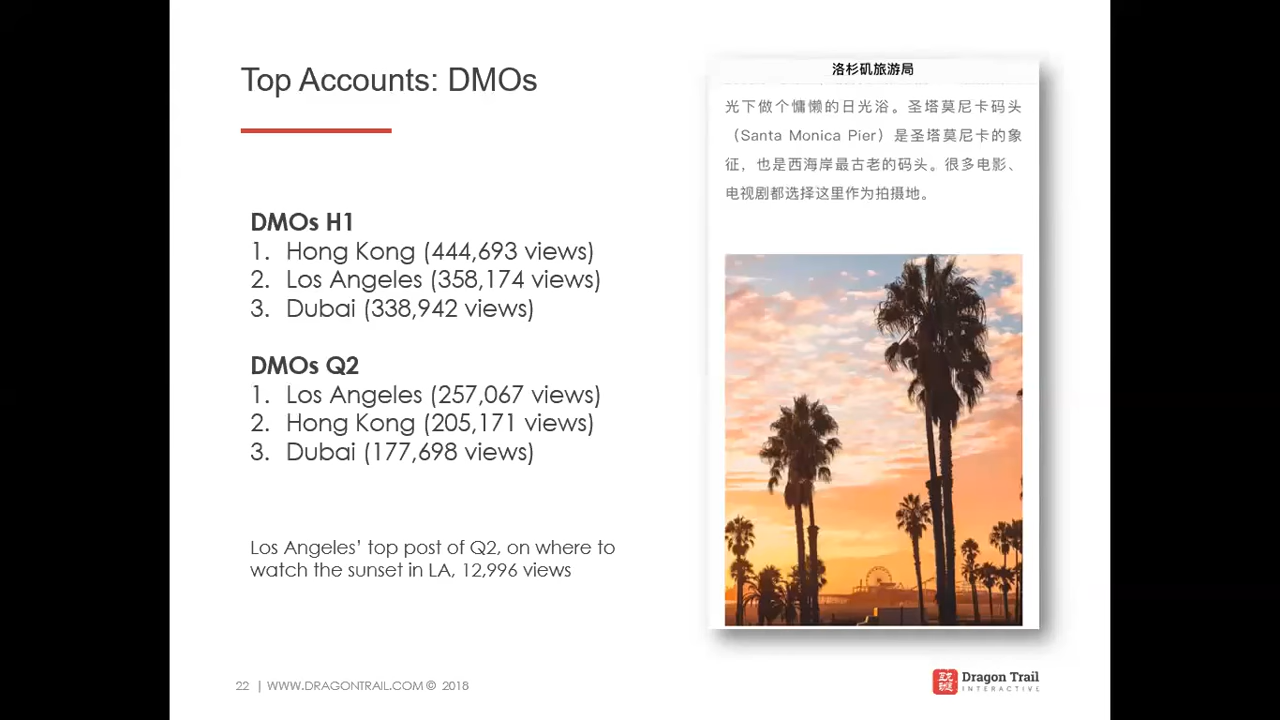 Top Accounts: DMOs
DMOs H1
1. Hong Kong (444,693 views)
2. Los Angeles (358,174 views)
3. Dubai (338,942 views)
DMOs Q2
1. Los Angeles (257,067 views)
2. Hong Kong (205,171 views)
3. Dubai (177,698 views)
Los Angeles’ top post of Q2, on where to
watch the sunset in LA, 12,996 views
洛杉矶旅游局
光下做个慵懒的日光浴。圣塔莫尼卡码头
（Santa Monica Pier）是圣塔莫尼卡的象
征，也是西海岸最古老的码头。很多电影、
电视剧都选择这里作为拍摄地。
22 | WWW.DRAGONTRAIL.COM © 2018
Dragon Trail
INTERACTIVE